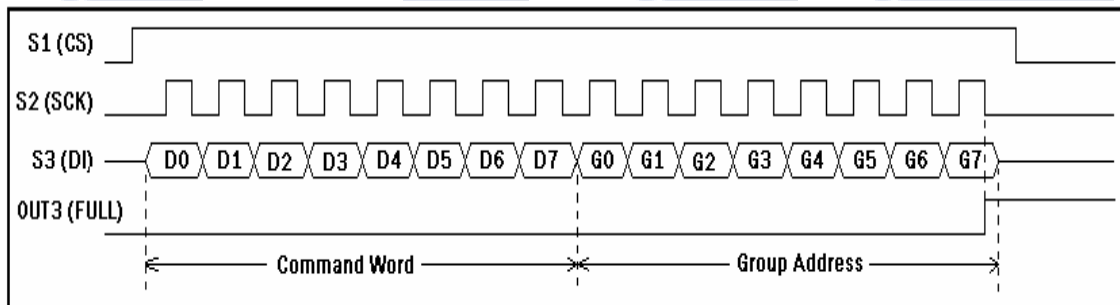 S1 (CS)
S2 (SCK)
S3 (DI) D0 D1 D2 D3 D4 D5 D6 D7 G0 G1 G2 G3 G4 G5 G6 G7
OUT3 (FULL)
Command Word Group Address